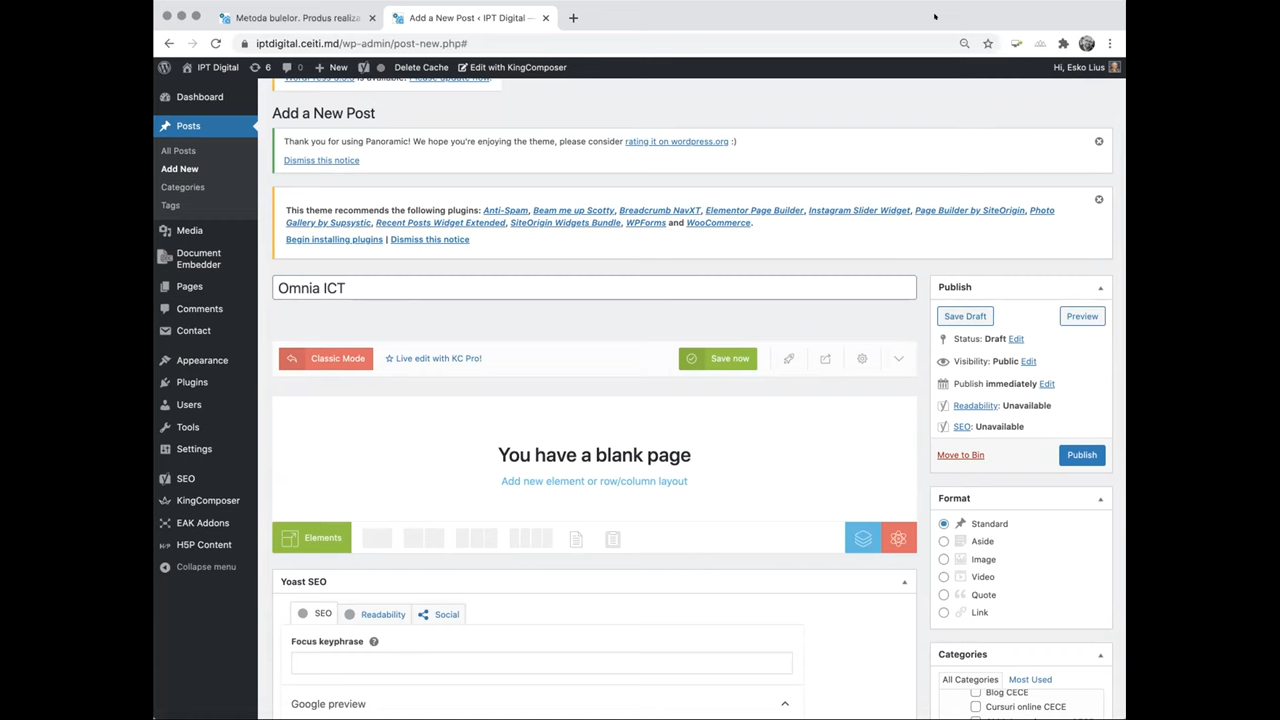 Metoda bulelor. Produs realiza
Add a New Post ‹ IPT Digital —
iptdigital.ceiti.md/wp-admin/post-new.php#
IPT Digital
6
0
New
Delete Cache
Edit with KingComposer
Hi, Esko Lius
Dashboard
Posts
All Posts
Add New
Categories
Tags
Media
Document
Embedder
Pages
Comments
Contact
Appearance
Plugins
Users
Tools
Settings
SEO
KingComposer
EAK Addons
H5P Content
Collapse menu
Add a New Post
Thank you for using Panoramic! We hope you're enjoying the theme, please consider rating it on wordpress.org :)
Dismiss this notice
This theme recommends the following plugins: Anti-Spam, Beam me up Scotty, Breadcrumb NavXT, Elementor Page Builder, Instagram Slider Widget, Page Builder by SiteOrigin, Photo
Gallery by Supsystic, Recent Posts Widget Extended, SiteOrigin Widgets Bundle, WPForms and WooCommerce.
Begin installing plugins | Dismiss this notice
Omnia ICT
Classic Mode
Live edit with KC Pro!
Save now
You have a blank page
Add new element or row/column layout
Elements
Yoast SEO
SEO
Readability
Social
Focus keyphrase
Google preview
Publish
Save Draft
Preview
Status: Draft Edit
Visibility: Public Edit
Publish immediately Edit
Readability: Unavailable
SEO: Unavailable
Move to Bin
Publish
Format
Standard
Aside
Image
Video
Quote
Link
Categories
All Categories
Most Used
Blog CECE
Cursuri online CECE